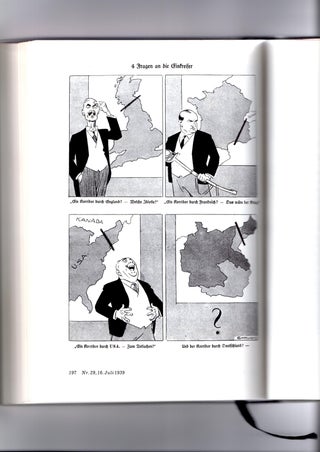 4 Fragen an die Einkreiser
„Ein Korridor durch England? — Welche Idiotie!“
„Ein Korridor durch Frankreich? — Das wäre der Krieg!“
KANADA
U.S.A.
„Ein Korridor durch USA. — Zum Totlachen!“
Und der Korridor durch Deutschland? —
?
197 Nr. 29, 16. Juli 1939